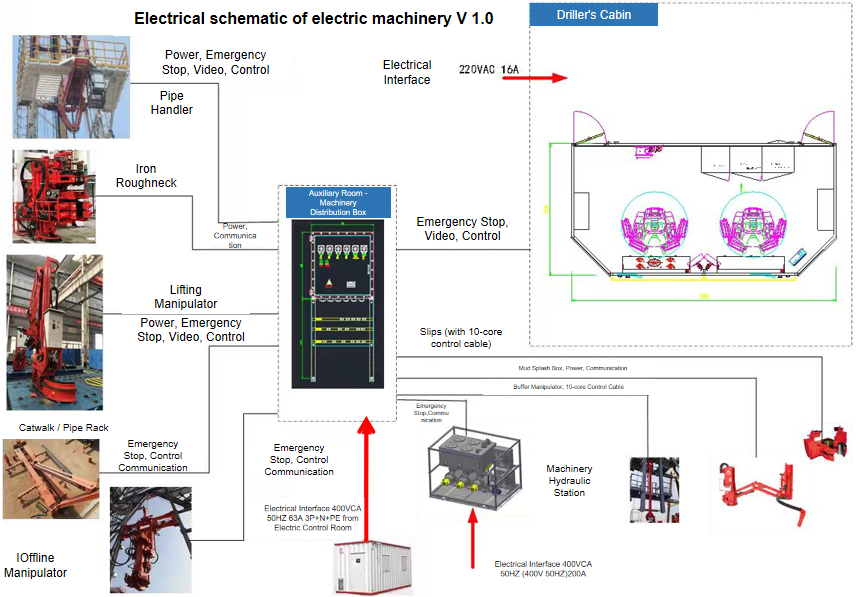 Electrical schematic of electric machinery V 1.0
Driller's Cabin
Power, Emergency
Stop, Video, Control
Pipe
Handler
Electrical
Interface
220VAC 16A
Iron
Roughneck
Auxiliary Room -
Machinery
Distribution Box
Power,
Communica
tion
Emergency Stop,
Video, Control
Lifting
Manipulator
Power, Emergency
Stop, Video, Control
Slips (with 10-core
control cable)
Mud Splash Box, Power, Communication
Buffer Manipulator, 10-core Control Cable
Emergency
Stop,Commu
nication
Catwalk / Pipe Rack
Emergency
Stop, Control
Communication
Emergency
Stop, Control
Communication
Machinery
Hydraulic
Station
Electrical Interface 400VCA
50HZ 63A 3P+N+PE from
Electric Control Room
IOffline
Manipulator
Electrical Interface 400VCA
50HZ (400V 50HZ)200A